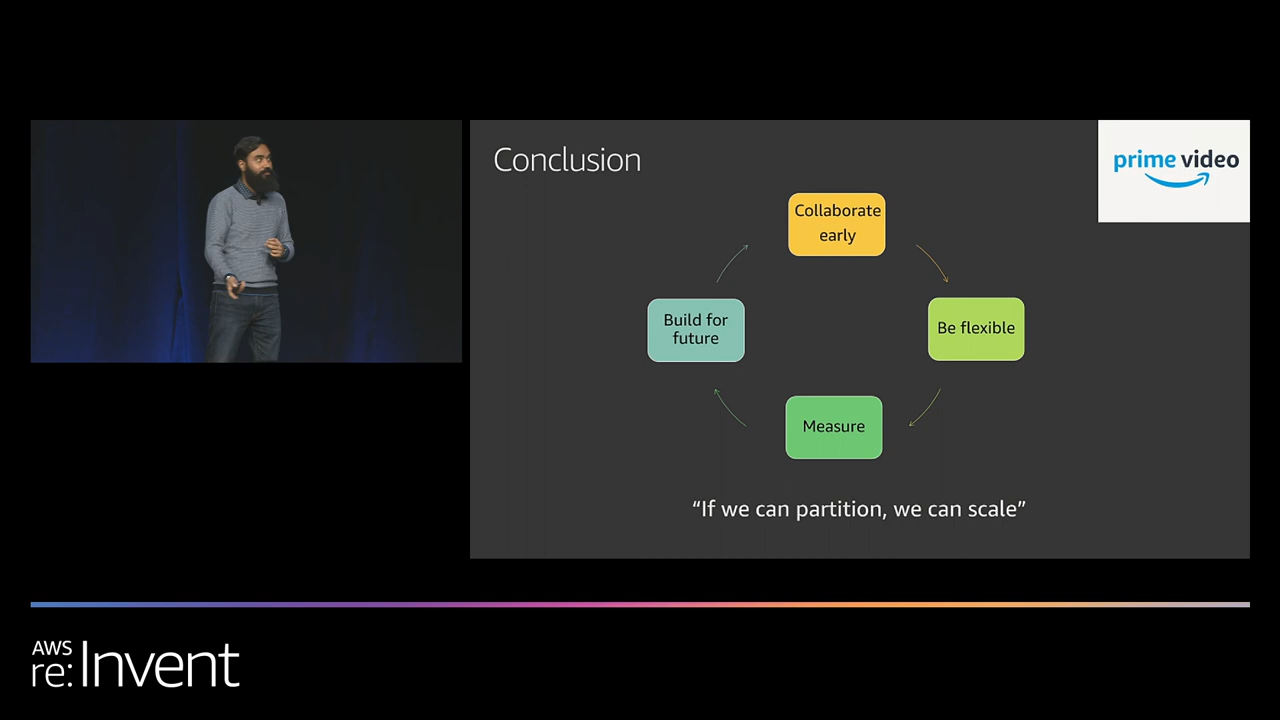 Conclusion
prime video
Collaborate
early
Build for
future
Be flexible
Measure
“If we can partition, we can scale”
AWS
re:Invent